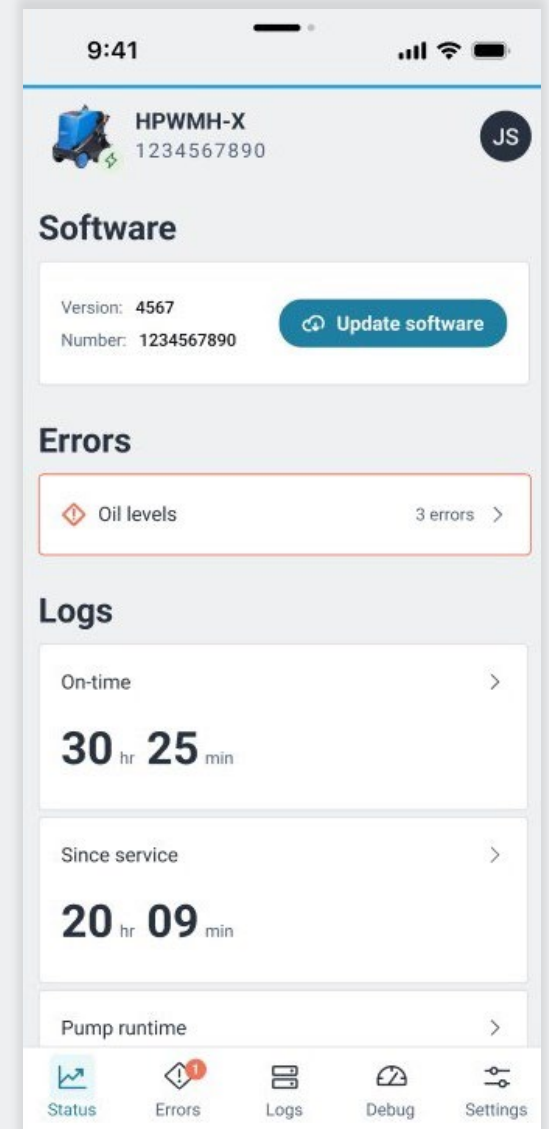 9:41
HPWMH-X
1234567890
JS
Software
Version: 4567
Update software
Number: 1234567890
Errors
Oil levels
3 errors
Logs
On-time
30 hr 25 min
Since service
20 hr 09 min
Pump runtime
1
Status
Errors
Logs
Debug
Settings